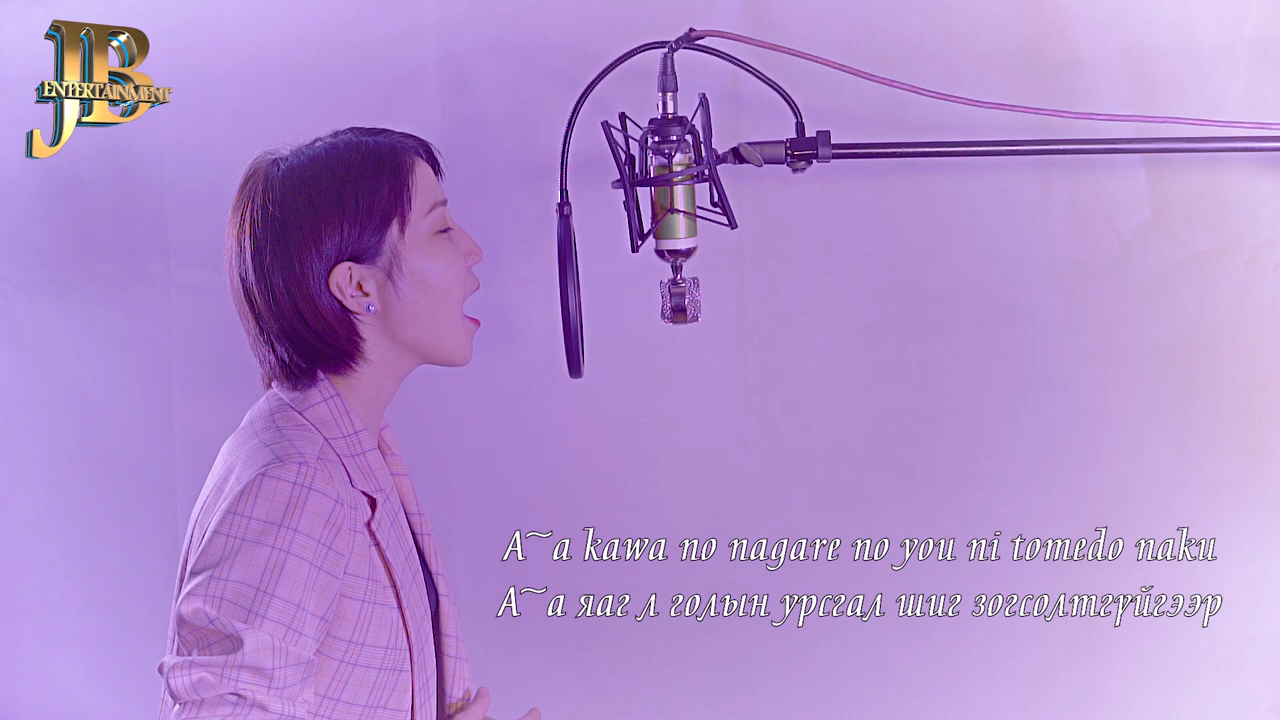 JB
ENTERTAINMENT
A~a kawa no nagare no you ni tomedo naku
А~а яаг л голын урсгал шиг зогсолтгүйгээр